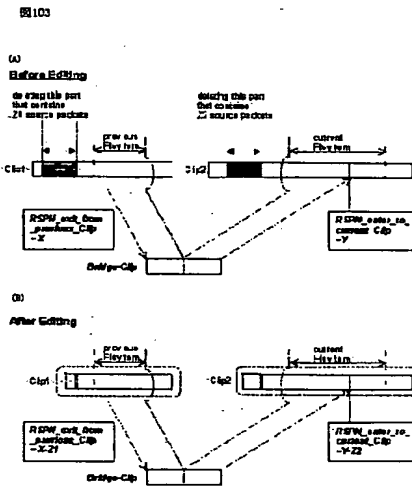 図103
(A)
Before Editing
deleting this part
that contains
Z1 source packets
deleting this part
that contains
Z2 source packets
previous
PlayItem
current
PlayItem
Clip1
Clip2
RSPN_exit_from
_previous_Clip
=X
RSPN_enter_to_
current_Clip
=Y
Bridge-Clip
(B)
After Editing
previous
PlayItem
current
PlayItem
Clip1
Clip2
RSPN_exit_from
_previous_Clip
=X-Z1
RSPN_enter_to_
current_Clip
=Y-Z2
Bridge-Clip